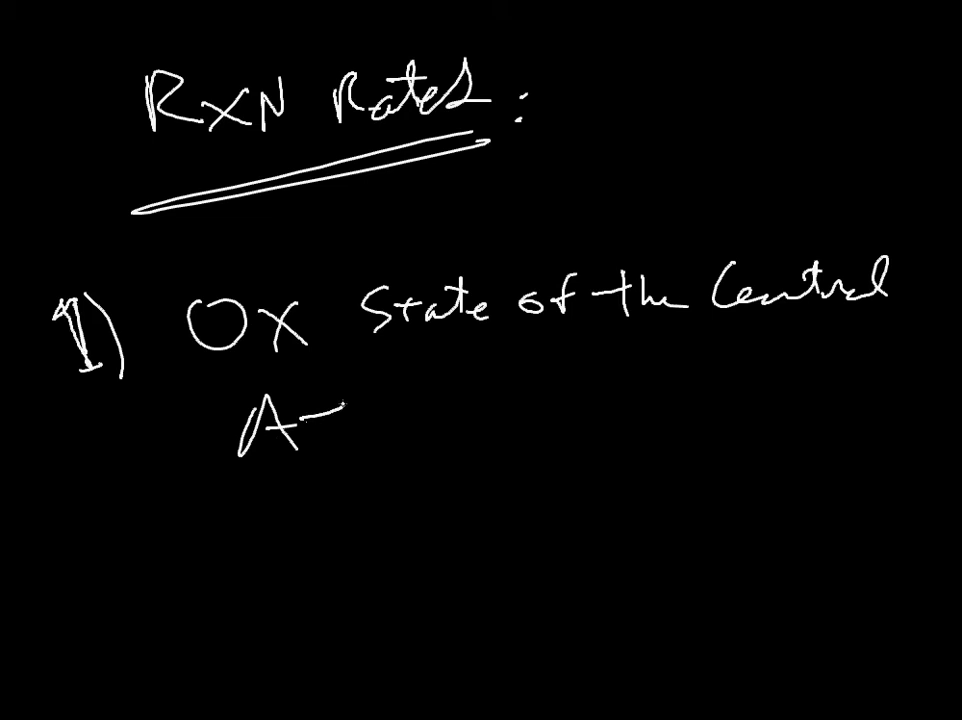 RXN Rates:
1) OX State of the Central
A